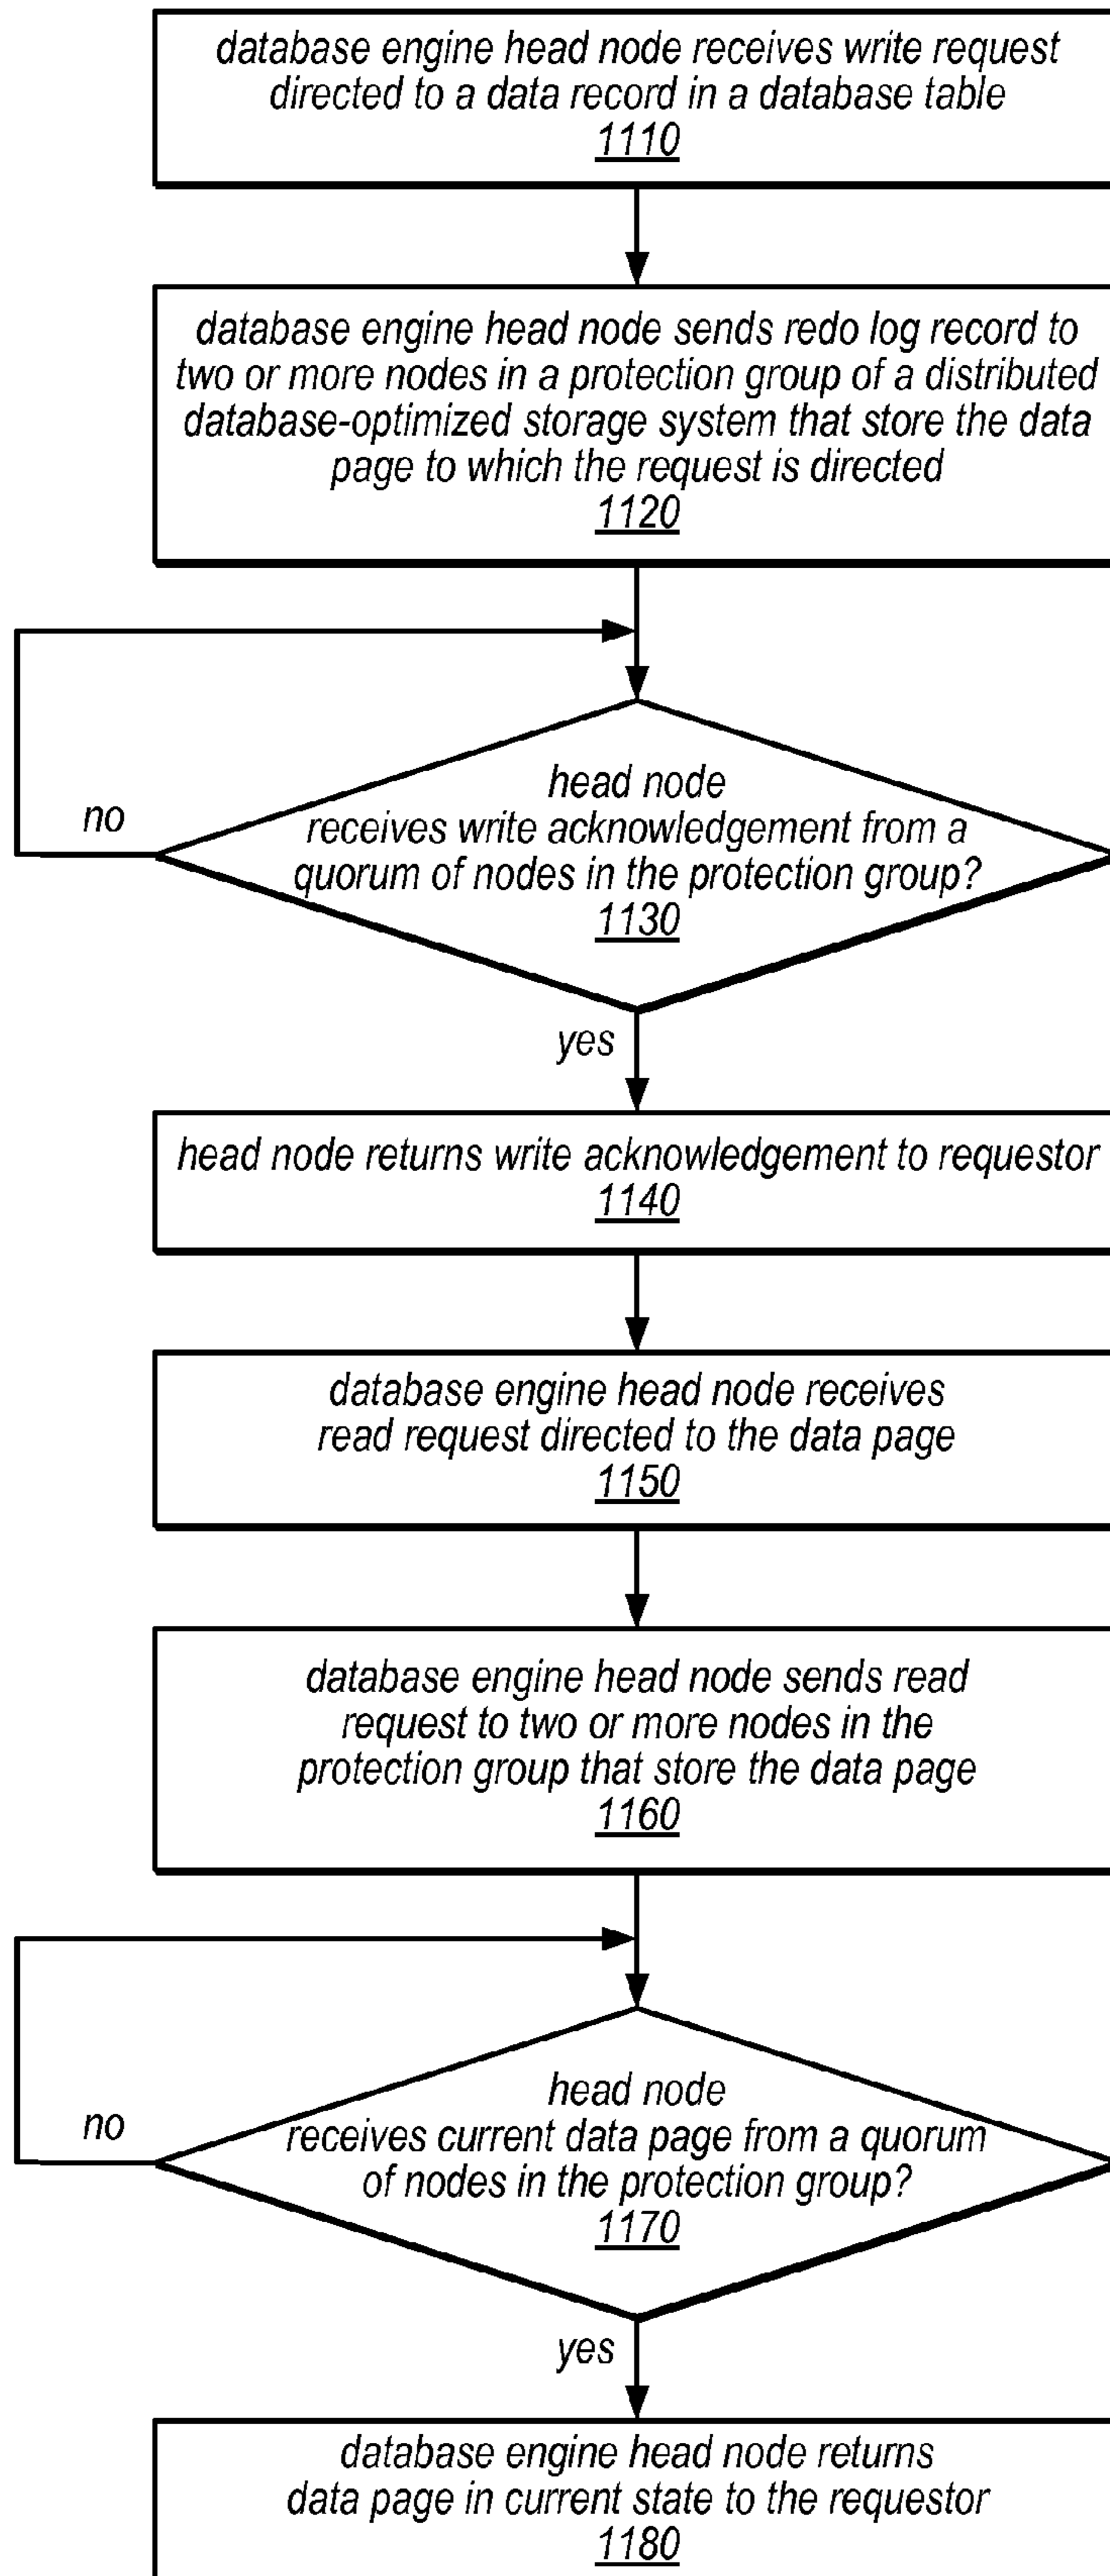 database engine head node receives write request
directed to a data record in a database table
1110
database engine head node sends redo log record to
two or more nodes in a protection group of a distributed
database-optimized storage system that store the data
page to which the request is directed
1120
head node
receives write acknowledgement from a
quorum of nodes in the protection group?
1130
no
yes
head node returns write acknowledgement to requestor
1140
database engine head node receives
read request directed to the data page
1150
database engine head node sends read
request to two or more nodes in the
protection group that store the data page
1160
head node
receives current data page from a quorum
of nodes in the protection group?
1170
no
yes
database engine head node returns
data page in current state to the requestor
1180